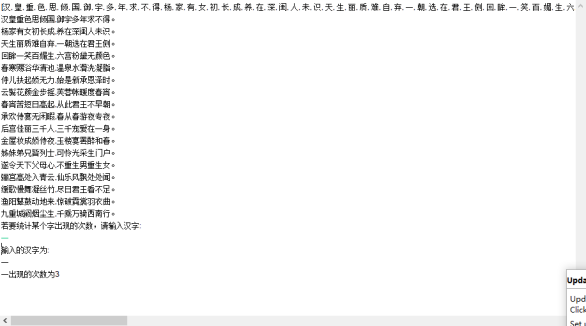 汉.皇.重.色.思.倾.国.御.宇.多.年.求.不.得.杨.家.有.女.初.长.成.养.在.深.闺.人.未.识.天.生.丽.质.难.自.弃.一.朝.选.在.君.王.侧.回.眸.一.笑.百.媚.生.六
汉皇重色思倾国,御宇多年求不得。
杨家有女初长成,养在深闺人未识。
天生丽质难自弃,一朝选在君王侧。
回眸一笑百媚生,六宫粉黛无颜色。
春寒赐浴华清池,温泉水滑洗凝脂。
侍儿扶起娇无力,始是新承恩泽时。
云鬓花颜金步摇,芙蓉帐暖度春宵。
春宵苦短日高起,从此君王不早朝。
承欢侍宴无闲暇,春从春游夜专夜。
后宫佳丽三千人,三千宠爱在一身。
金屋妆成娇侍夜,玉楼宴罢醉和春。
姊妹弟兄皆列士,可怜光采生门户。
遂令天下父母心,不重生男重生女。
骊宫高处入青云,仙乐风飘处处闻。
缓歌慢舞凝丝竹,尽日君王看不足。
渔阳鼙鼓动地来,惊破霓裳羽衣曲。
九重城阙烟尘生,千乘万骑西南行。
若要统计某个字出现的次数，请输入汉字:
一
输入的汉字为:
一
一出现的次数为3
Upda
Upd
Click
Set